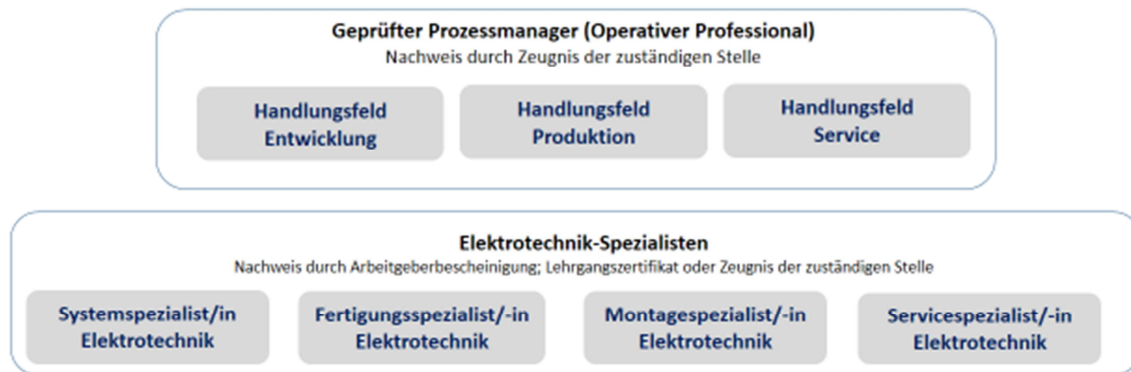 Geprüfter Prozessmanager (Operativer Professional)
Nachweis durch Zeugnis der zuständigen Stelle
Handlungsfeld
Entwicklung
Handlungsfeld
Produktion
Handlungsfeld
Service
Elektrotechnik-Spezialisten
Nachweis durch Arbeitgeberbescheinigung; Lehrgangszertifikat oder Zeugnis der zuständigen Stelle
Systemspezialist/in
Elektrotechnik
Fertigungsspezialist/-in
Elektrotechnik
Montagespezialist/-in
Elektrotechnik
Servicespezialist/-in
Elektrotechnik